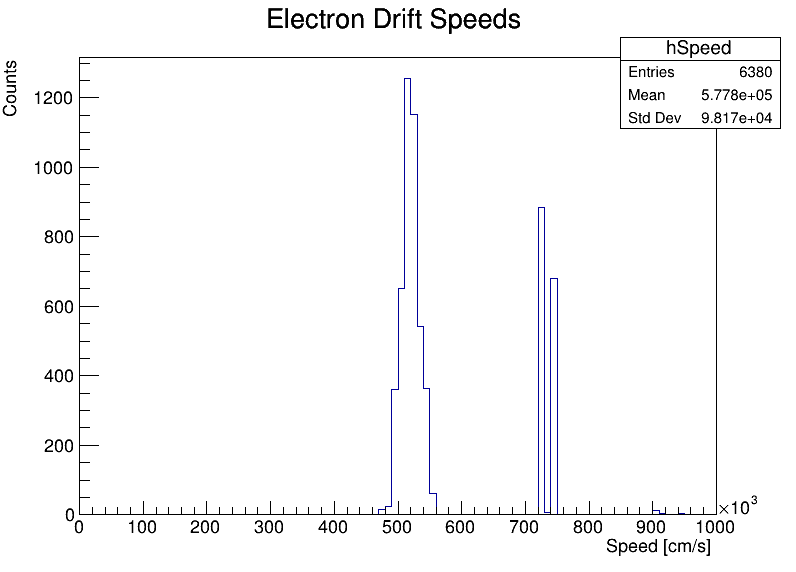 Electron Drift Speeds
hSpeed
Entries 6380
Mean 5.778e+05
Std Dev 9.817e+04
Counts
1200
1000
800
600
400
200
0
0 100 200 300 400 500 600 700 800 900 1000
×10³
Speed [cm/s]